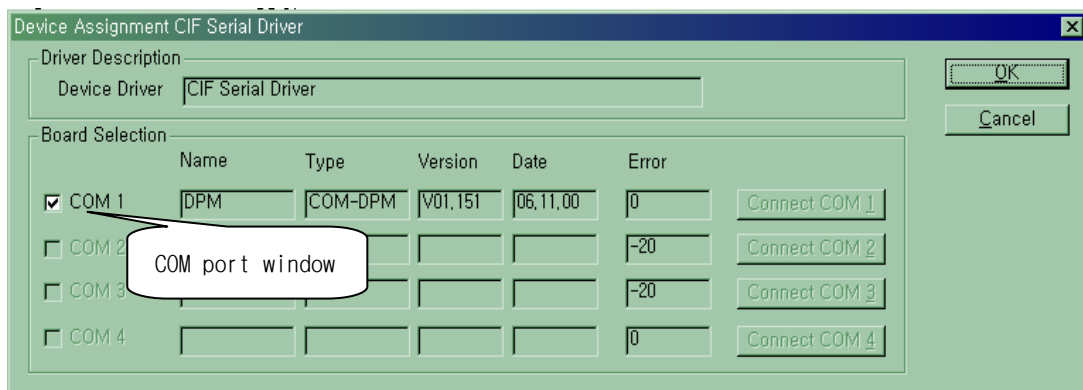 Device Assignment CIF Serial Driver
Driver Description
OK
Device Driver CIF Serial Driver
Cancel
Board Selection
Name Type Version Date Error
COM 1 DPM COM-DPM V01,151 06,11,00 0 Connect COM 1
COM 2 -20 Connect COM 2
COM port window
COM 3 -20 Connect COM 3
COM 4 0 Connect COM 4